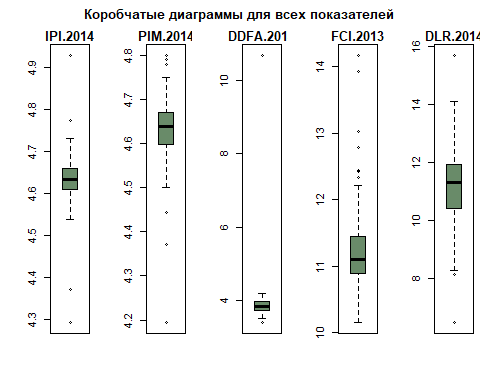 Коробчатые диаграммы для всех показателей
IPI.2014 PIM.2014 DDFA.201 FCI.2013 DLR.2014
4.9 4.8 4.7 4.6 4.5 4.4 4.3
4.8 4.7 4.6 4.5 4.4 4.3 4.2
10 8 6 4
14 13 12 11 10
16 14 12 10 8